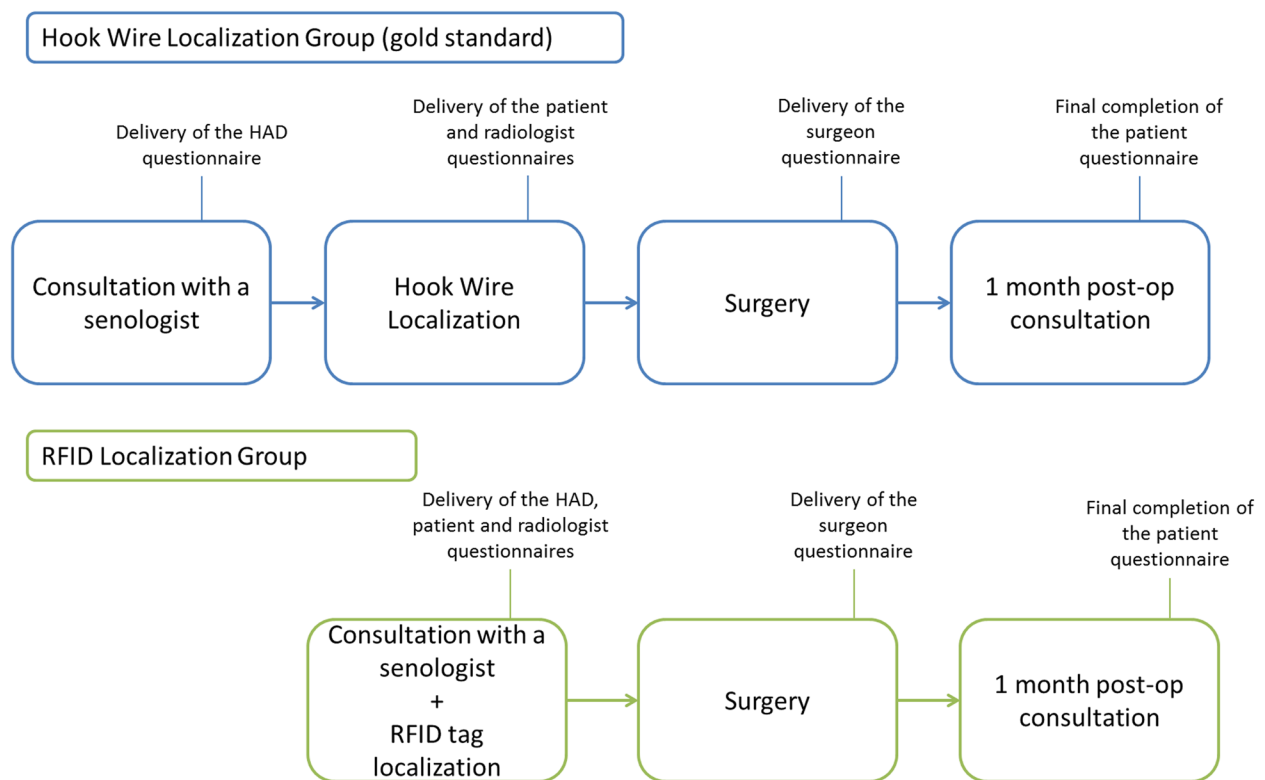 Hook Wire Localization Group (gold standard)
Delivery of the HAD
questionnaire
Delivery of the patient
and radiologist
questionnaires
Delivery of the
surgeon
questionnaire
Final completion of
the patient
questionnaire
Consultation with a
senologist
Hook Wire
Localization
Surgery
1 month post-op
consultation
RFID Localization Group
Delivery of the HAD,
patient and radiologist
questionnaires
Delivery of the
surgeon
questionnaire
Final completion of
the patient
questionnaire
Consultation with a
senologist
+
RFID tag
localization
Surgery
1 month post-op
consultation